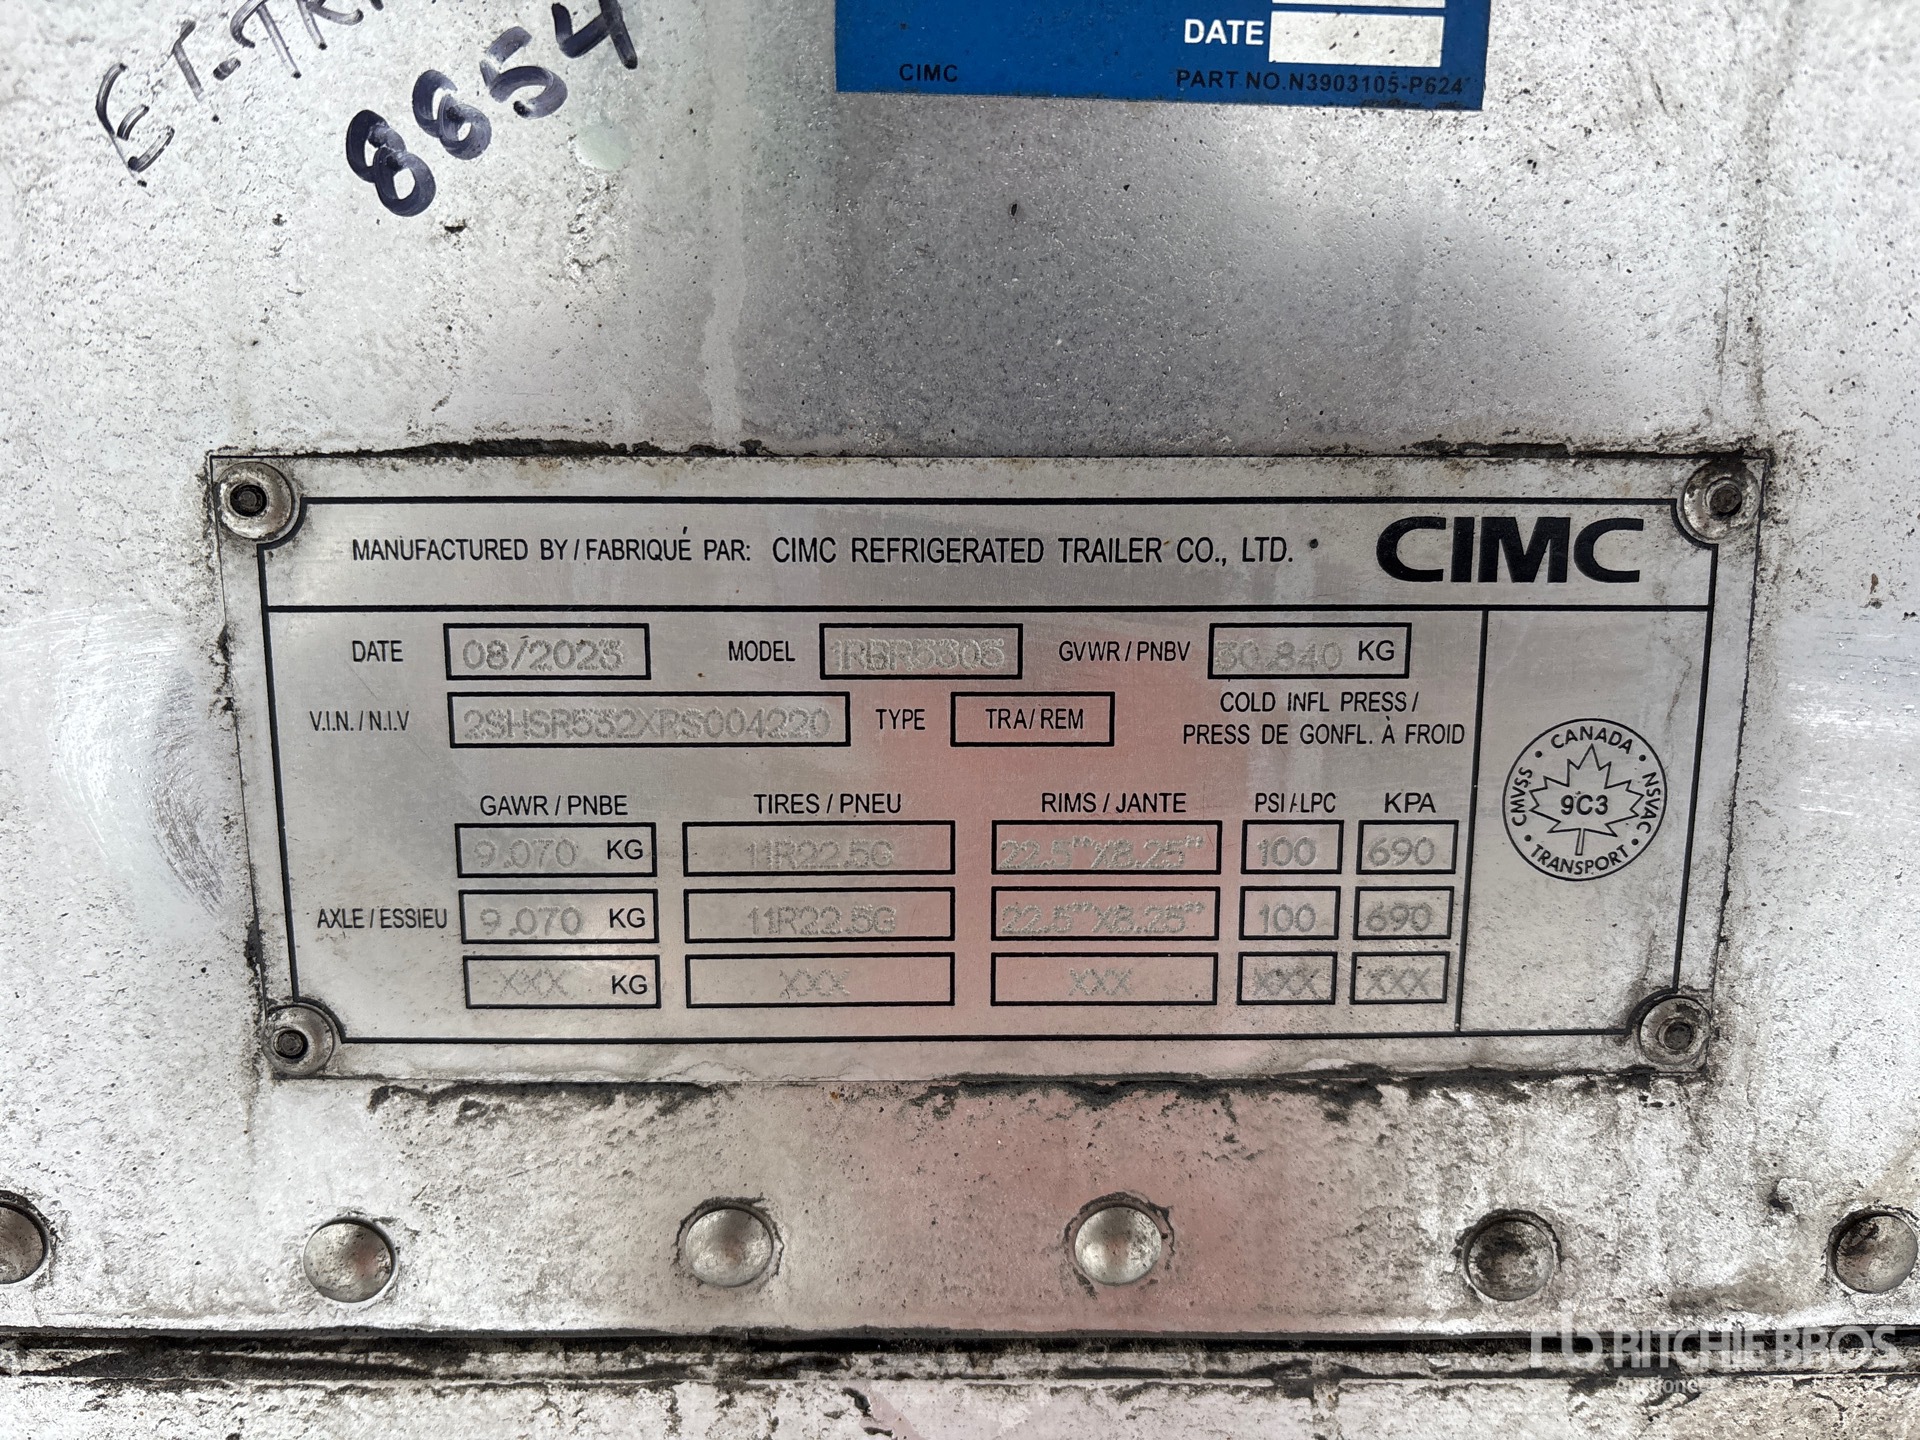 8854
DATE
CIMC PART NO.N3903105-P624
MANUFACTURED BY / FABRIQUÉ PAR: CIMC REFRIGERATED TRAILER CO., LTD. CIMC
DATE 08/2023 MODEL 1RBR5305 GVWR / PNBV 30.840 KG
V.I.N. / N.I.V 2SHSR532XPS004220 TYPE TRA / REM COLD INFL PRESS /
PRESS DE GONFL. À FROID
GAWR / PNBE TIRES / PNEU RIMS / JANTE PSI / LPC KPA
9.070 KG 11R22.5G 22.5"X8.25" 100 690
AXLE / ESSIEU 9.070 KG 11R22.5G 22.5"X8.25" 100 690
XXX KG XXX XXX XXX XXX
CANADA
CMVSS 9C3 NSVAC
TRANSPORT
RITCHIE BROS